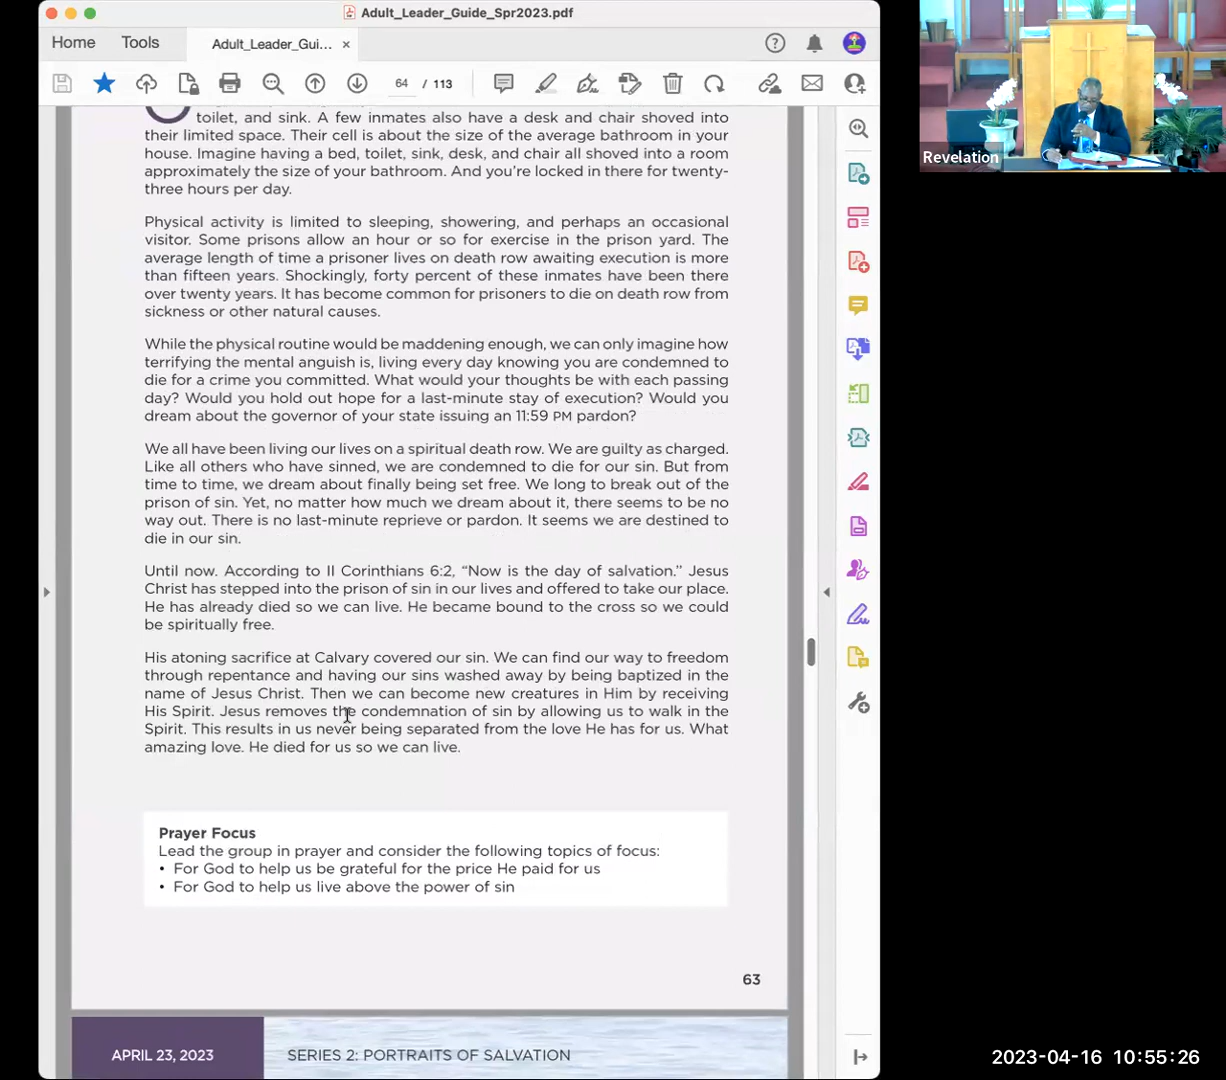 Adult_Leader_Guide_Spr2023.pdf
Home Tools Adult_Leader_Gui... ×
64 / 113
toilet, and sink. A few inmates also have a desk and chair shoved into
their limited space. Their cell is about the size of the average bathroom in your
house. Imagine having a bed, toilet, sink, desk, and chair all shoved into a room
approximately the size of your bathroom. And you’re locked in there for twenty-
three hours per day.
Physical activity is limited to sleeping, showering, and perhaps an occasional
visitor. Some prisons allow an hour or so for exercise in the prison yard. The
average length of time a prisoner lives on death row awaiting execution is more
than fifteen years. Shockingly, forty percent of these inmates have been there
over twenty years. It has become common for prisoners to die on death row from
sickness or other natural causes.
While the physical routine would be maddening enough, we can only imagine how
terrifying the mental anguish is, living every day knowing you are condemned to
die for a crime you committed. What would your thoughts be with each passing
day? Would you hold out hope for a last-minute stay of execution? Would you
dream about the governor of your state issuing an 11:59 PM pardon?
We all have been living our lives on a spiritual death row. We are guilty as charged.
Like all others who have sinned, we are condemned to die for our sin. But from
time to time, we dream about finally being set free. We long to break out of the
prison of sin. Yet, no matter how much we dream about it, there seems to be no
way out. There is no last-minute reprieve or pardon. It seems we are destined to
die in our sin.
Until now. According to II Corinthians 6:2, “Now is the day of salvation.” Jesus
Christ has stepped into the prison of sin in our lives and offered to take our place.
He has already died so we can live. He became bound to the cross so we could
be spiritually free.
His atoning sacrifice at Calvary covered our sin. We can find our way to freedom
through repentance and having our sins washed away by being baptized in the
name of Jesus Christ. Then we can become new creatures in Him by receiving
His Spirit. Jesus removes the condemnation of sin by allowing us to walk in the
Spirit. This results in us never being separated from the love He has for us. What
amazing love. He died for us so we can live.
Prayer Focus
Lead the group in prayer and consider the following topics of focus:
• For God to help us be grateful for the price He paid for us
• For God to help us live above the power of sin
63
APRIL 23, 2023 SERIES 2: PORTRAITS OF SALVATION
Revelation
2023-04-16 10:55:26